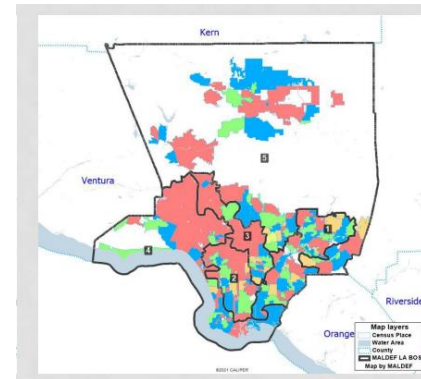 Kern
5
Ventura
1
3
4
2
Riverside
Orange
Map layers
Census Place
Water Area
County
MALDEF LA BOS
Map by MALDEF
©2021 CALIPER